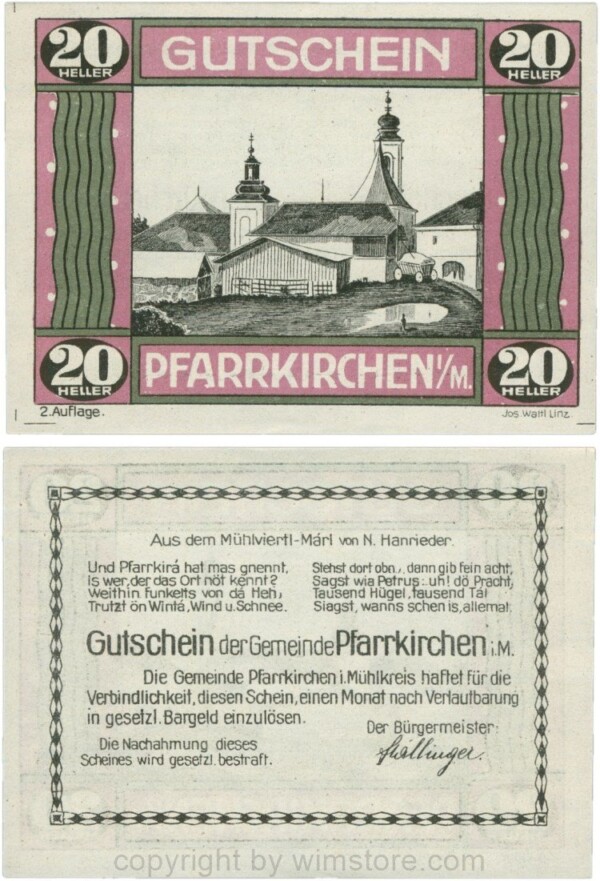 20 HELLER
GUTSCHEIN
20 HELLER
20 HELLER
PFARRKIRCHEN I/M.
20 HELLER
2. Auflage.
Jos. Wattl Linz
Aus dem Mühlviertl-Märl von N. Hanrieder.
Und Pfarrkirá hat mas gnennt,
Is wer, der das Ort nöt kennt?
Weithin funkelts von dá Heh,
Trutzt ön Wintá, Wind u. Schnee.
Stehst dort obn, dann gib fein acht,
Sagst wia Petrus: uh! dö Pracht,
Tausend Hügel, tausend Tál
Siagst, wanns schen is, allemal.
Gutschein der Gemeinde Pfarrkirchen i. M.
Die Gemeinde Pfarrkirchen i. Mühlkreis haftet für die
Verbindlichkeit, diesen Schein, einen Monat nach Verlautbarung
in gesetzl. Bargeld einzulösen.
Der Bürgermeister:
Die Nachahmung dieses
Scheines wird gesetzl. bestraft.
copyright by wimstore.com